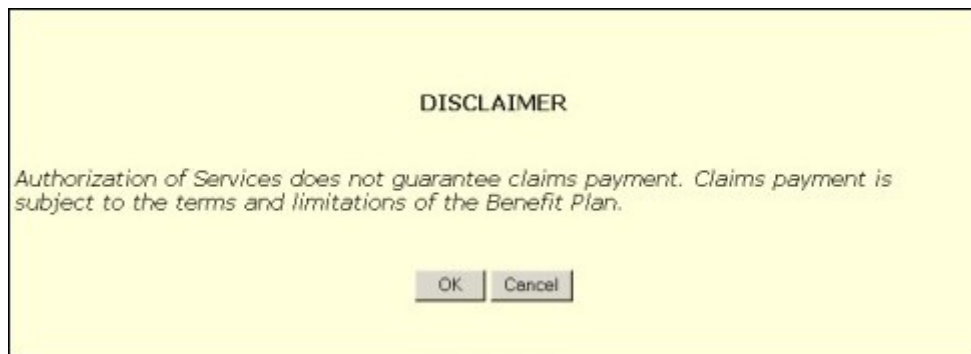 DISCLAIMER
Authorization of Services does not guarantee claims payment. Claims payment is
subject to the terms and limitations of the Benefit Plan.
OK Cancel